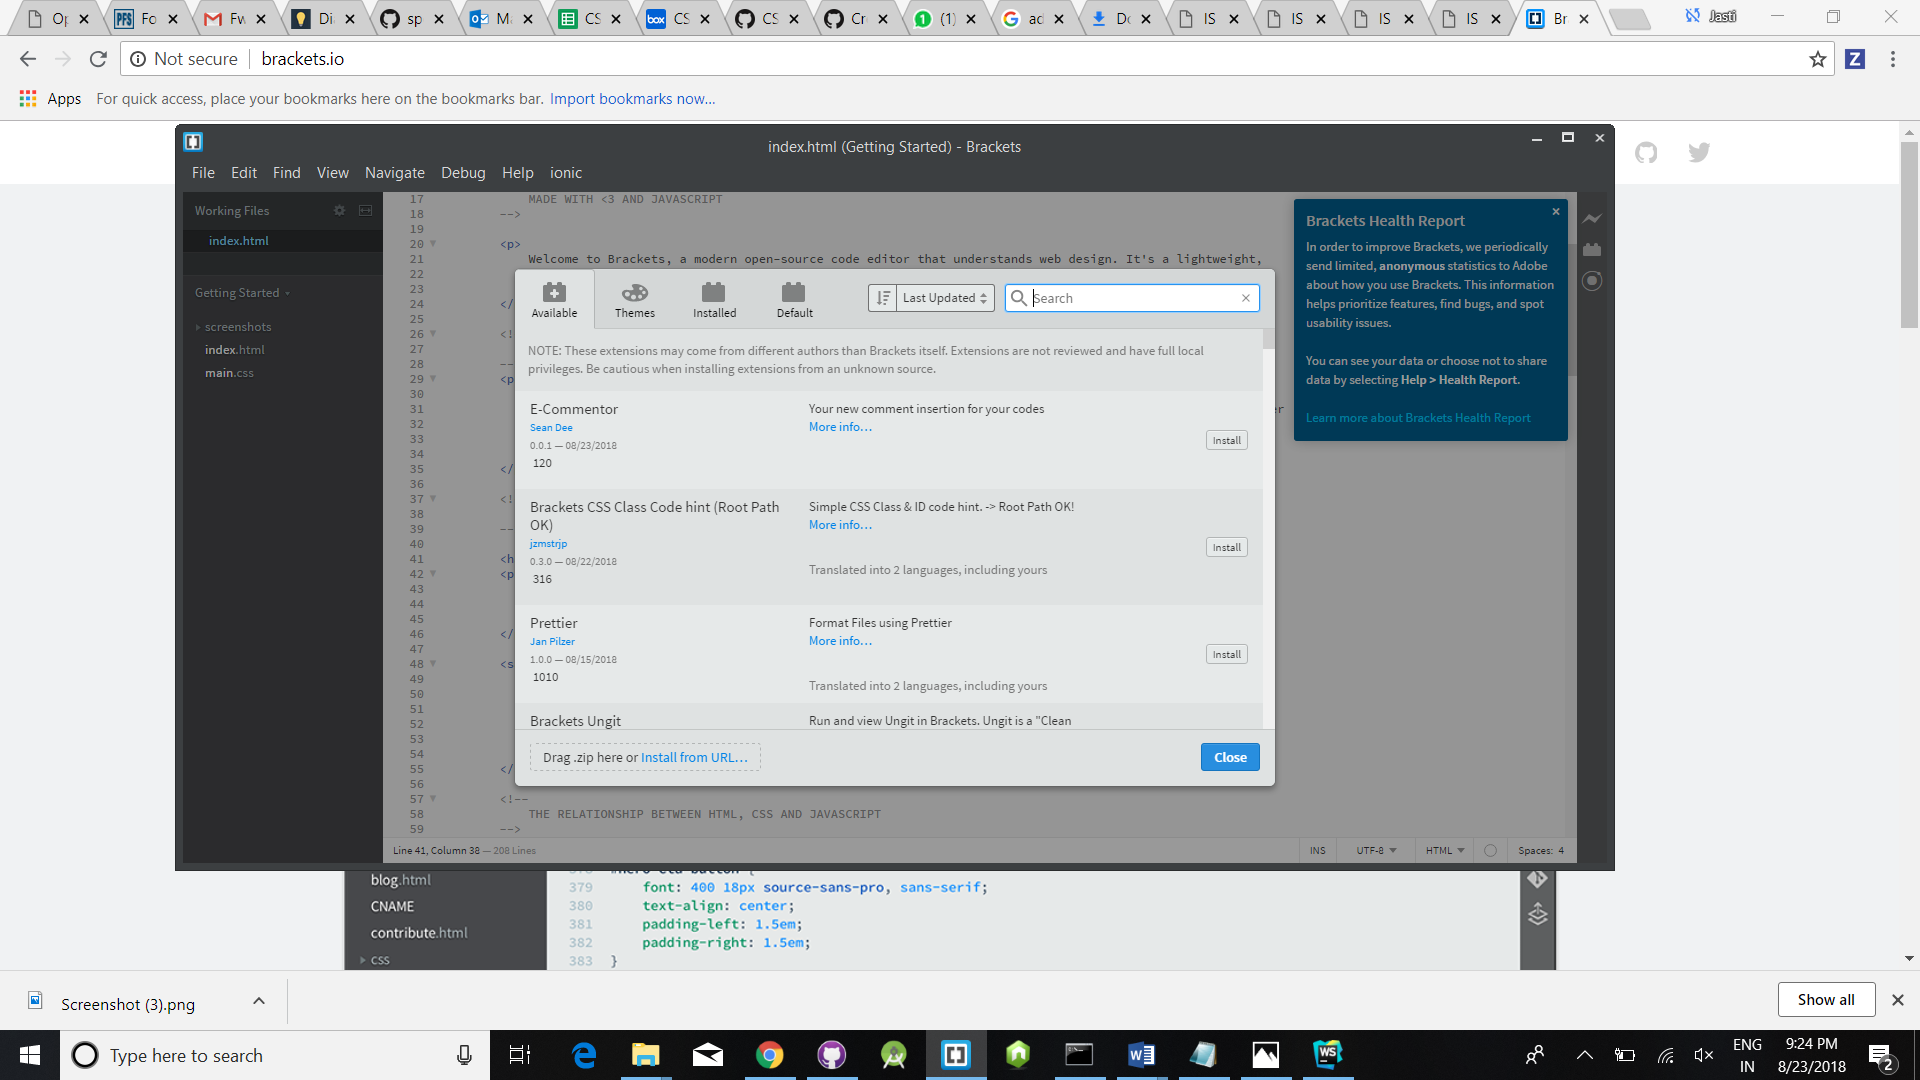 Op
Fo
Fw
Di
sp
Ma
CS
CS
CS
Cr
(1)
ad
Do
IS
IS
IS
IS
Br
Jasti
Not secure
brackets.io
Apps For quick access, place your bookmarks here on the bookmarks bar. Import bookmarks now...
index.html (Getting Started) - Brackets
File Edit Find View Navigate Debug Help ionic
Working Files
index.html
Getting Started
screenshots
index.html
main.css
17 MADE WITH <3 AND JAVASCRIPT
18 -->
19
20 <p>
21 Welcome to Brackets, a modern open-source code editor that understands web design. It's a lightweight,
22
23
24 </
25
26 <!
27
28 --
29 <p
30
31 er
32
33
34
35 </
36
37 <!
38
39 --
40
41 <h
42 <p
43
44
45
46 </
47
48 <s
49
50
51
52
53
54
55 </
56
57 <!--
58 THE RELATIONSHIP BETWEEN HTML, CSS AND JAVASCRIPT
59 -->
Line 41, Column 38 — 208 Lines
INS UTF-8 HTML Spaces: 4
Available
Themes
Installed
Default
Last Updated
Search
NOTE: These extensions may come from different authors than Brackets itself. Extensions are not reviewed and have full local
privileges. Be cautious when installing extensions from an unknown source.
E-Commentor
Sean Dee
0.0.1 — 08/23/2018
120
Your new comment insertion for your codes
More info...
Install
Brackets CSS Class Code hint (Root Path
OK)
jzmstrjp
0.3.0 — 08/22/2018
316
Simple CSS Class & ID code hint. -> Root Path OK!
More info...
Translated into 2 languages, including yours
Install
Prettier
Jan Pilzer
1.0.0 — 08/15/2018
1010
Format Files using Prettier
More info...
Translated into 2 languages, including yours
Install
Brackets Ungit
Run and view Ungit in Brackets. Ungit is a "Clean
Drag .zip here or Install from URL...
Close
Brackets Health Report
In order to improve Brackets, we periodically
send limited, anonymous statistics to Adobe
about how you use Brackets. This information
helps prioritize features, find bugs, and spot
usability issues.
You can see your data or choose not to share
data by selecting Help > Health Report.
Learn more about Brackets Health Report
blog.html
CNAME
contribute.html
css
379 font: 400 18px source-sans-pro, sans-serif;
380 text-align: center;
381 padding-left: 1.5em;
382 padding-right: 1.5em;
383 }
Screenshot (3).png
Show all
Type here to search
ENG
IN
9:24 PM
8/23/2018
2